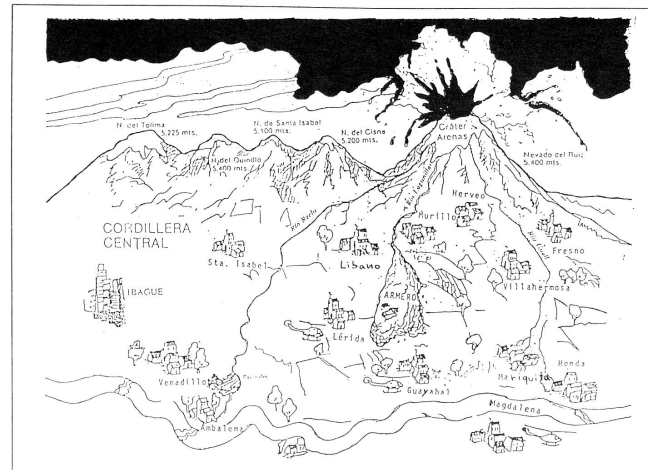 N. del Tolima
5.225 mts.
N. del Quindío
5.400 mts.
N. de Santa Isabel
5.100 mts.
N. del Cisne
5.200 mts.
Cráter
Arenas
Nevado del Ruiz
5.400 mts.
CORDILLERA
CENTRAL
Herveo
Murillo
Fresno
Sta. Isabel
Líbano
Villahermosa
IBAGUE
ARMERO
Lérida
Venadillo
Guayabal
Mariquita
Honda
Ambalema
Magdalena